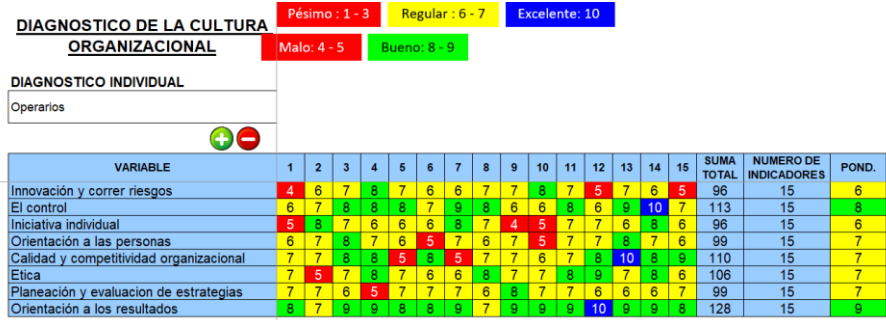 DIAGNOSTICO DE LA CULTURA
ORGANIZACIONAL
Pésimo : 1 - 3
Regular : 6 - 7
Excelente: 10
Malo: 4 - 5
Bueno: 8 - 9
DIAGNOSTICO INDIVIDUAL
Operarios
VARIABLE 1 2 3 4 5 6 7 8 9 10 11 12 13 14 15 SUMA TOTAL NUMERO DE INDICADORES POND.
Innovación y correr riesgos 4 6 7 8 7 6 6 7 7 8 7 5 7 6 5 96 15 6
El control 6 7 8 8 8 7 9 8 6 6 8 6 9 10 7 113 15 8
Iniciativa individual 5 8 7 6 6 6 8 7 4 5 7 7 6 8 6 96 15 6
Orientación a las personas 6 7 8 7 6 5 7 6 7 5 7 7 8 7 6 99 15 7
Calidad y competitividad organizacional 7 7 8 8 5 8 5 7 7 6 7 8 10 8 9 110 15 7
Etica 7 5 7 8 7 6 6 8 7 7 8 9 7 8 6 106 15 7
Planeación y evaluacion de estrategias 7 7 6 5 7 7 7 6 8 7 7 6 6 6 7 99 15 7
Orientación a los resultados 8 7 9 9 8 8 9 7 9 9 9 10 9 9 8 128 15 9